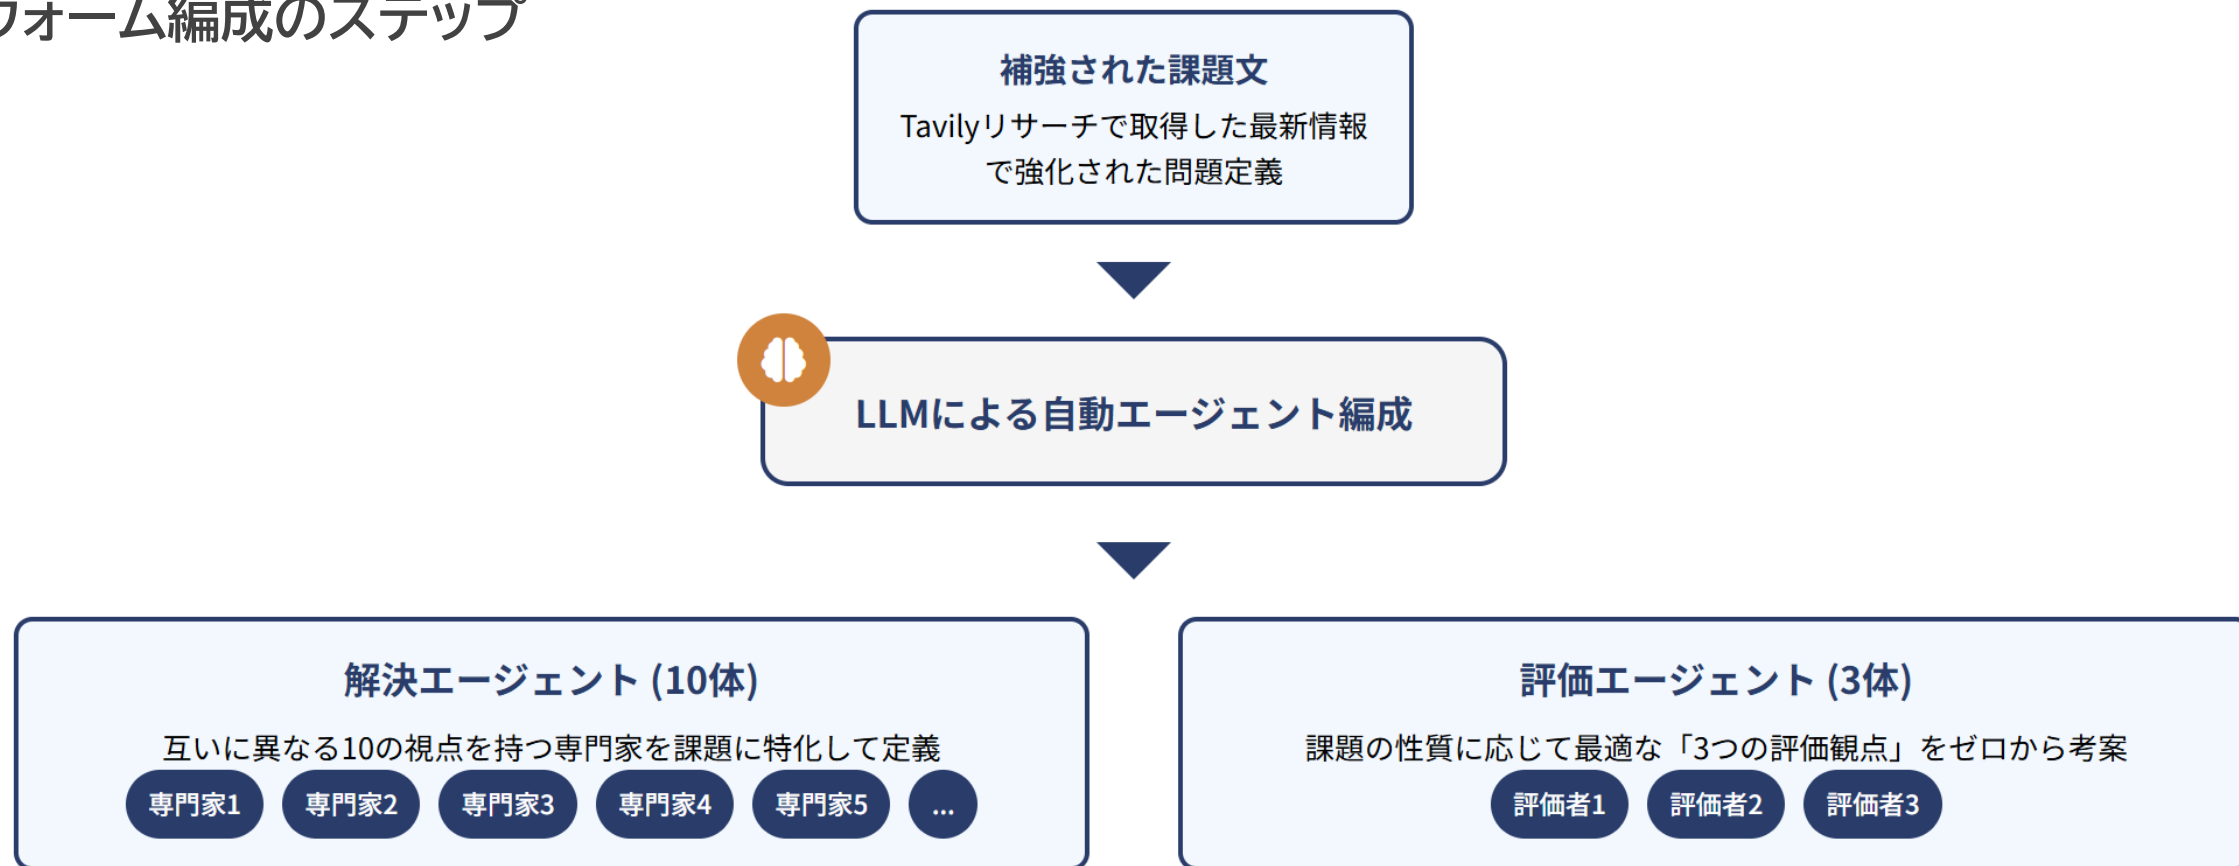 フォーム編成のステップ
補強された課題文
Tavilyリサーチで取得した最新情報
で強化された問題定義
LLMによる自動エージェント編成
解決エージェント (10体)
互いに異なる10の視点を持つ専門家を課題に特化して定義
専門家1 専門家2 専門家3 専門家4 専門家5 ...
評価エージェント (3体)
課題の性質に応じて最適な「3つの評価観点」をゼロから考案
評価者1 評価者2 評価者3